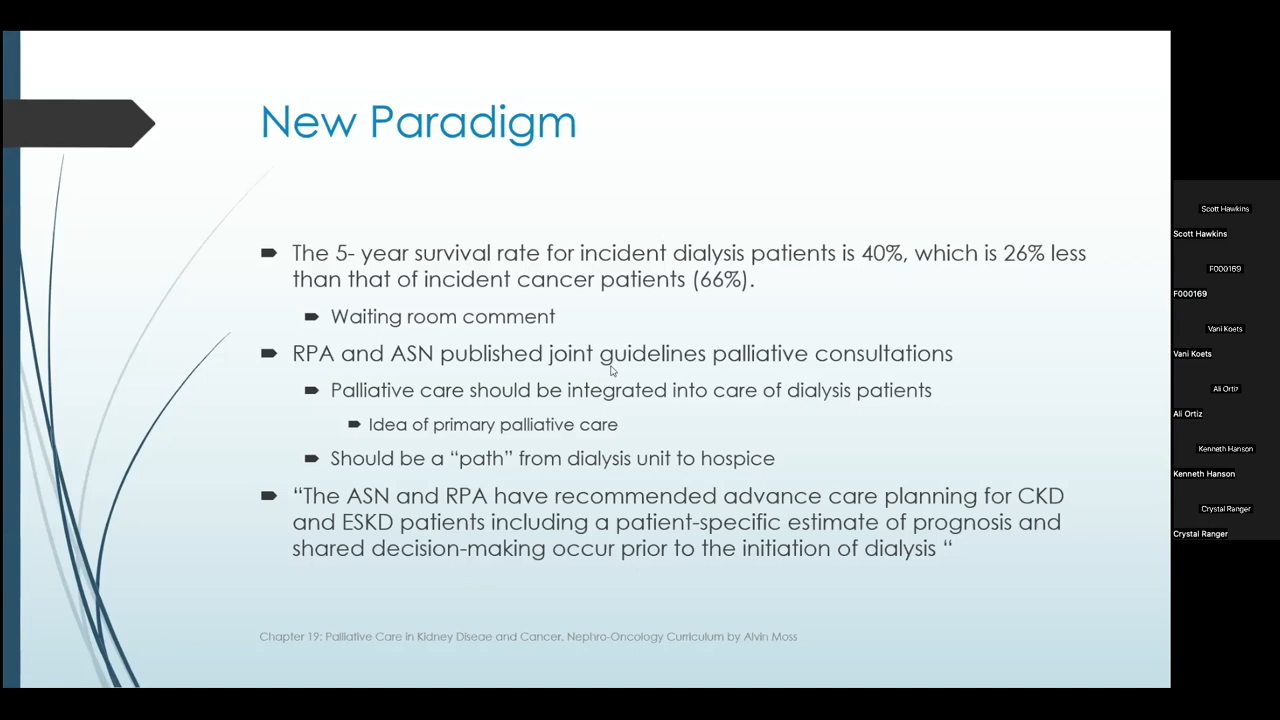 New Paradigm
The 5- year survival rate for incident dialysis patients is 40%, which is 26% less
than that of incident cancer patients (66%).
Waiting room comment
RPA and ASN published joint guidelines palliative consultations
Palliative care should be integrated into care of dialysis patients
Idea of primary palliative care
Should be a “path” from dialysis unit to hospice
“The ASN and RPA have recommended advance care planning for CKD
and ESKD patients including a patient-specific estimate of prognosis and
shared decision-making occur prior to the initiation of dialysis “
Chapter 19: Palliative Care in Kidney Diseae and Cancer. Nephro-Oncology Curriculum by Alvin Moss
Scott Hawkins
Scott Hawkins
F000169
F000169
Vani Koets
Vani Koets
Ali Ortiz
Ali Ortiz
Kenneth Hanson
Kenneth Hanson
Crystal Ranger
Crystal Ranger